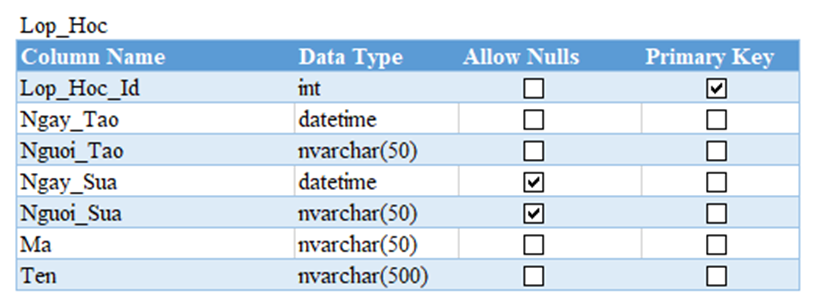 Lop_Hoc
Column Name Data Type Allow Nulls Primary Key
Lop_Hoc_Id int
Ngay_Tao datetime
Nguoi_Tao nvarchar(50)
Ngay_Sua datetime
Nguoi_Sua nvarchar(50)
Ma nvarchar(50)
Ten nvarchar(500)